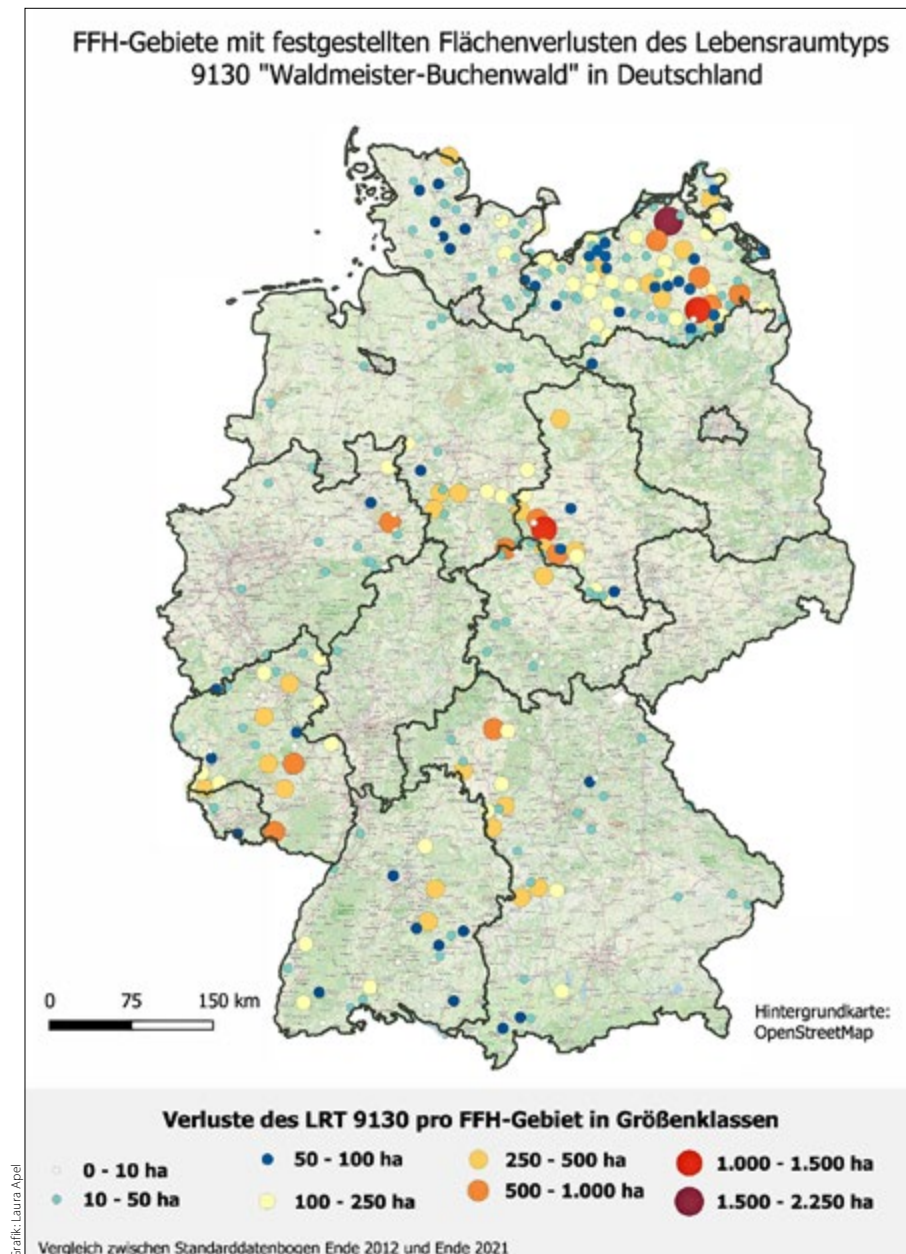 FFH-Gebiete mit festgestellten Flächenverlusten des Lebensraumtyps
9130 "Waldmeister-Buchenwald" in Deutschland
0 75 150 km
Hintergrundkarte:
OpenStreetMap
Verluste des LRT 9130 pro FFH-Gebiet in Größenklassen
0 - 10 ha
10 - 50 ha
50 - 100 ha
100 - 250 ha
250 - 500 ha
500 - 1.000 ha
1.000 - 1.500 ha
1.500 - 2.250 ha
Vergleich zwischen Standarddatenbogen Ende 2012 und Ende 2021
Grafik: Laura Apel